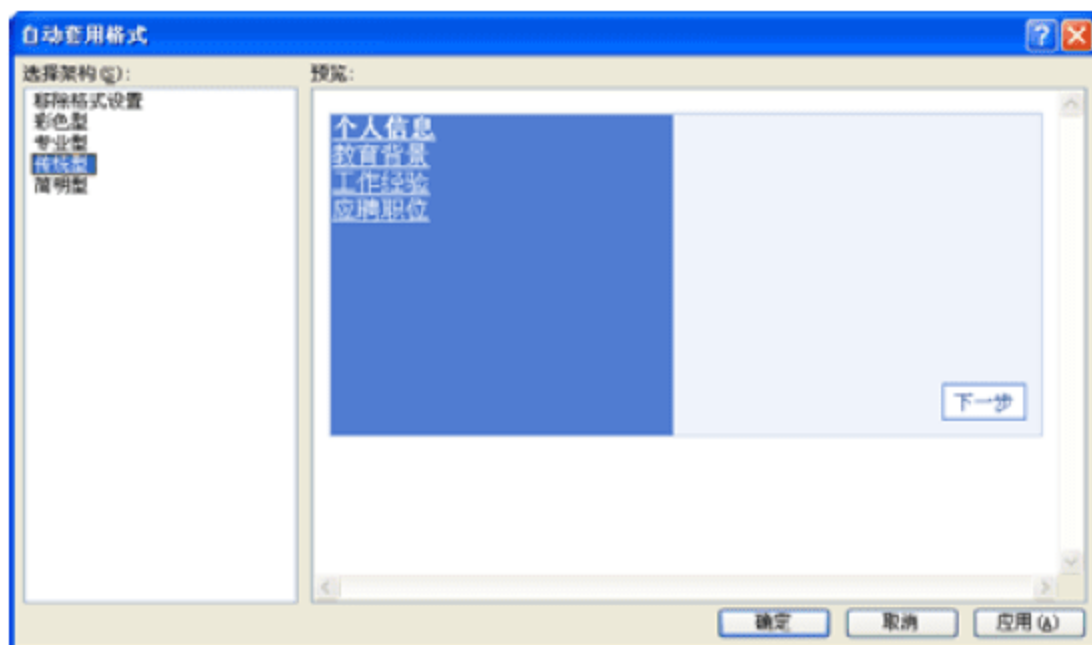 自动套用格式
选择架构(E):
移除格式设置
彩色型
专业型
传统型
简明型
预览:
个人信息
教育背景
工作经验
应聘职位
下一步
确定
取消
应用(A)